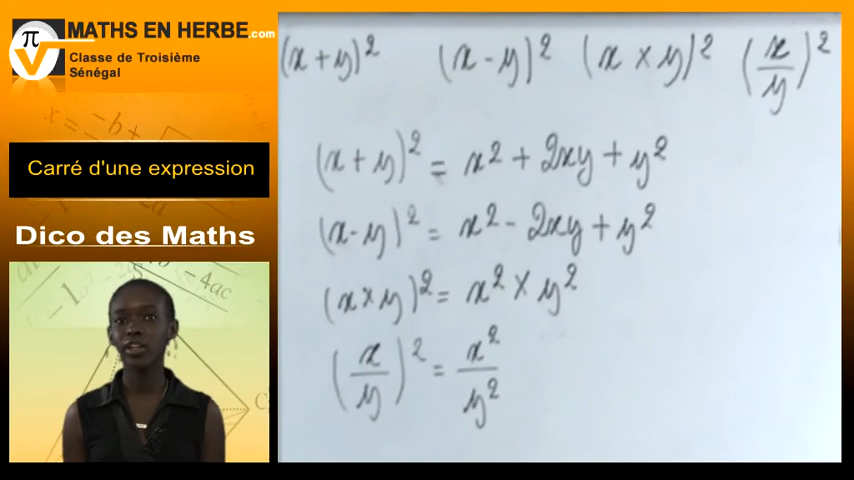 MATHS EN HERBE.com
Classe de Troisième
Sénégal
Carré d'une expression
Dico des Maths
(x + y)² (x - y)² (x × y)² (x/y)²
(x + y)² = x² + 2xy + y²
(x - y)² = x² - 2xy + y²
(x × y)² = x² × y²
(x/y)² = x²/y²